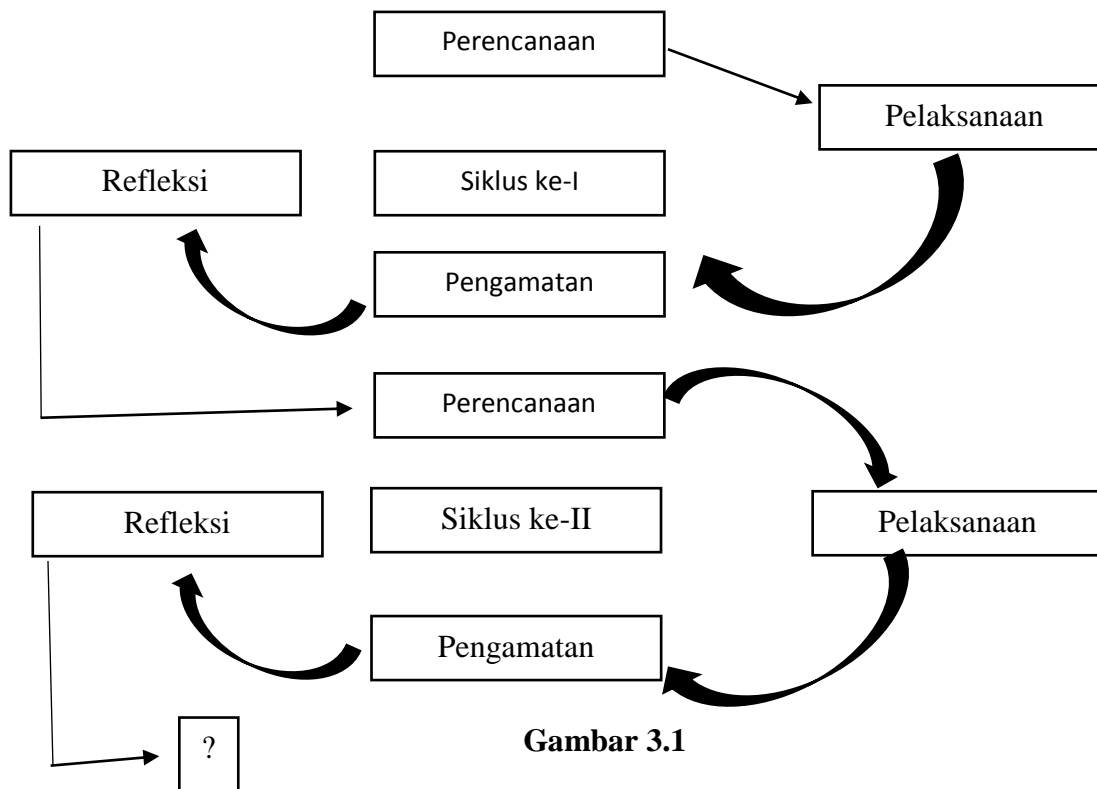 Perencanaan
Pelaksanaan
Refleksi
Siklus ke-I
Pengamatan
Perencanaan
Refleksi
Siklus ke-II
Pelaksanaan
Pengamatan
?
Gambar 3.1